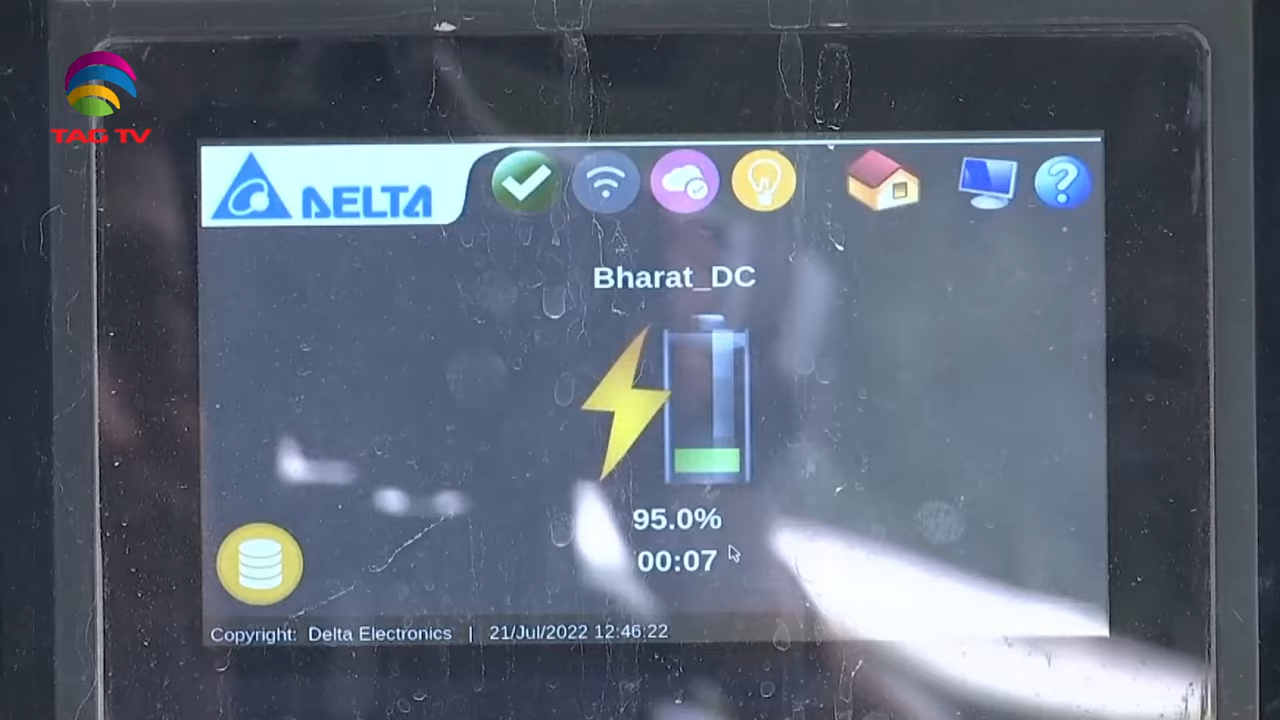 TAG TV
DELTA
Bharat_DC
95.0%
00:07
Copyright: Delta Electronics | 21/Jul/2022 12:46:22